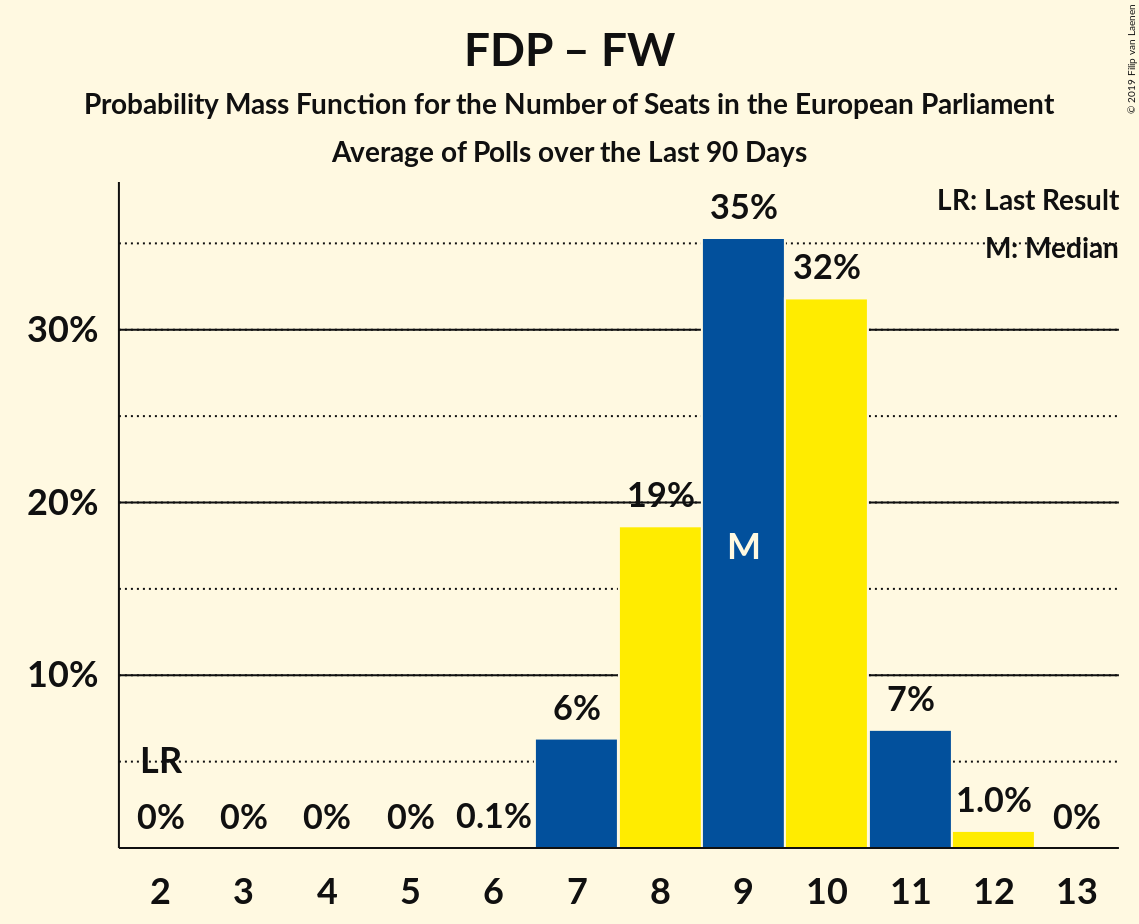 FDP – FW
Probability Mass Function for the Number of Seats in the European Parliament
Average of Polls over the Last 90 Days
© 2019 Filip van Laenen
LR: Last Result
M: Median
35%
32%
30%
20%
19%
M
10%
7%
6%
LR
0%
0%
0%
0%
0.1%
1.0%
0%
2 3 4 5 6 7 8 9 10 11 12 13